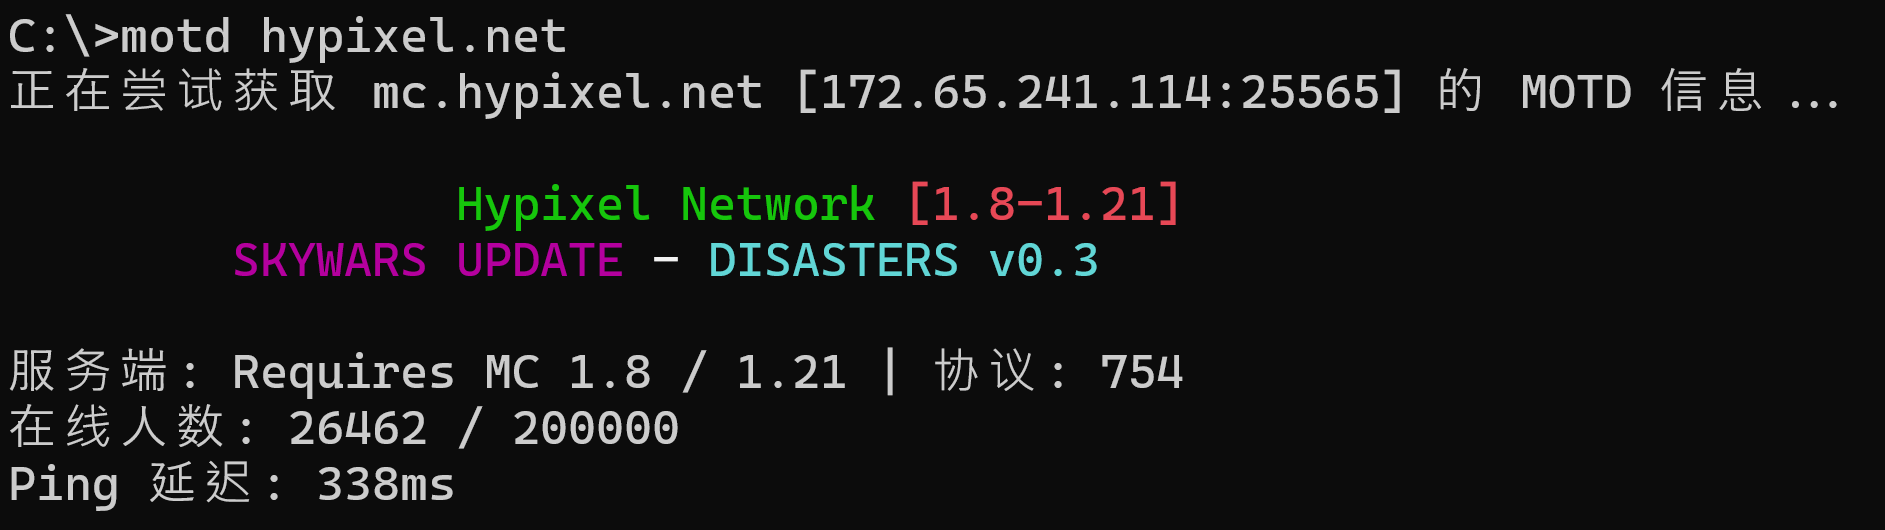 C:\>motd hypixel.net
正在尝试获取 mc.hypixel.net [172.65.241.114:25565] 的 MOTD 信息 ...
Hypixel Network [1.8-1.21]
SKYWARS UPDATE - DISASTERS v0.3
服务端: Requires MC 1.8 / 1.21 | 协议: 754
在线人数: 26462 / 200000
Ping 延迟: 338ms